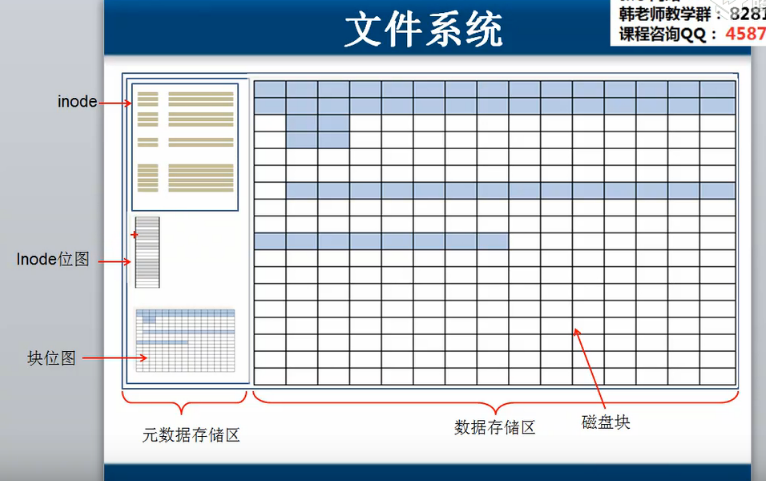 文件系统
韩老师教学群：8281
课程咨询QQ：4587
inode
Inode位图
块位图
元数据存储区
数据存储区
磁盘块